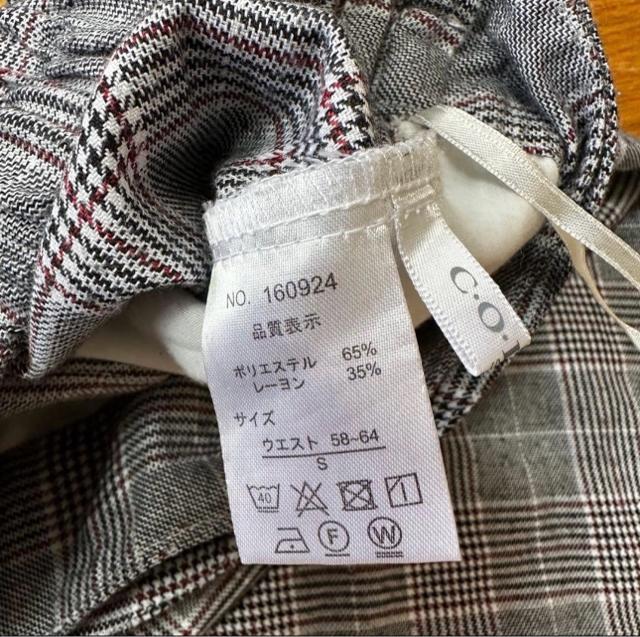 NO. 160924
品質表示
ポリエステル 65%
レーヨン 35%
サイズ
ウエスト 58~64
S
40
F W
C.O.